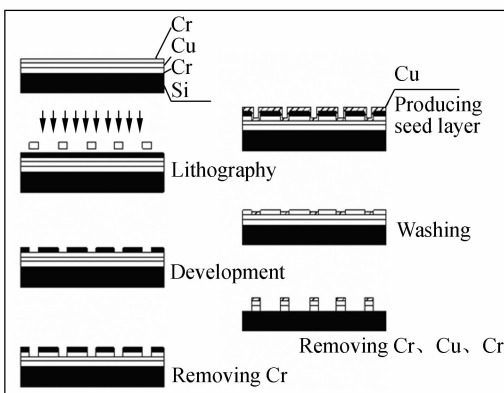 Cr
Cu
Cr
Si
Lithography
Development
Removing Cr
Cu
Producing
seed layer
Washing
Removing Cr、Cu、Cr